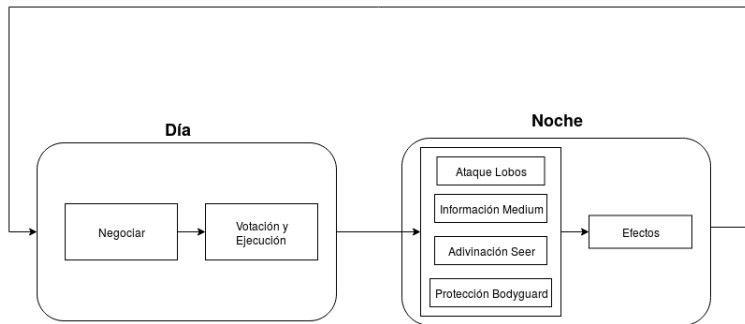 Día
Negociar
Votación y
Ejecución
Noche
Ataque Lobos
Información Medium
Adivinación Seer
Protección Bodyguard
Efectos